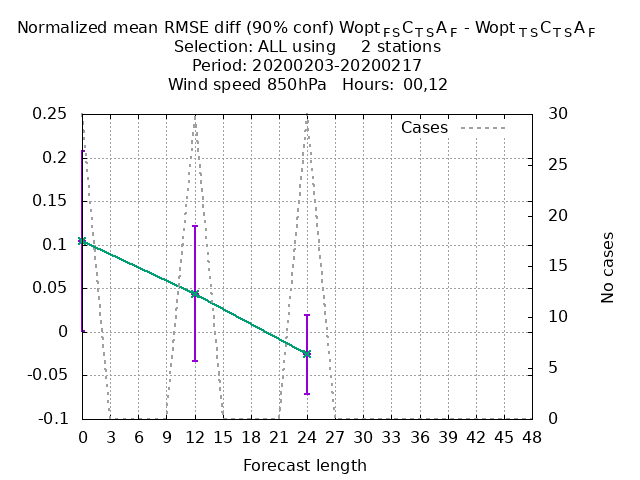 Normalized mean RMSE diff (90% conf) Wopt FS C TS A F - Wopt TS C TS A F
Selection: ALL using 2 stations
Period: 20200203-20200217
Wind speed 850hPa Hours: 00,12
Cases
0.25
0.2
0.15
0.1
0.05
0
-0.05
-0.1
30
25
20
15
10
5
0
No cases
0 3 6 9 12 15 18 21 24 27 30 33 36 39 42 45 48
Forecast length